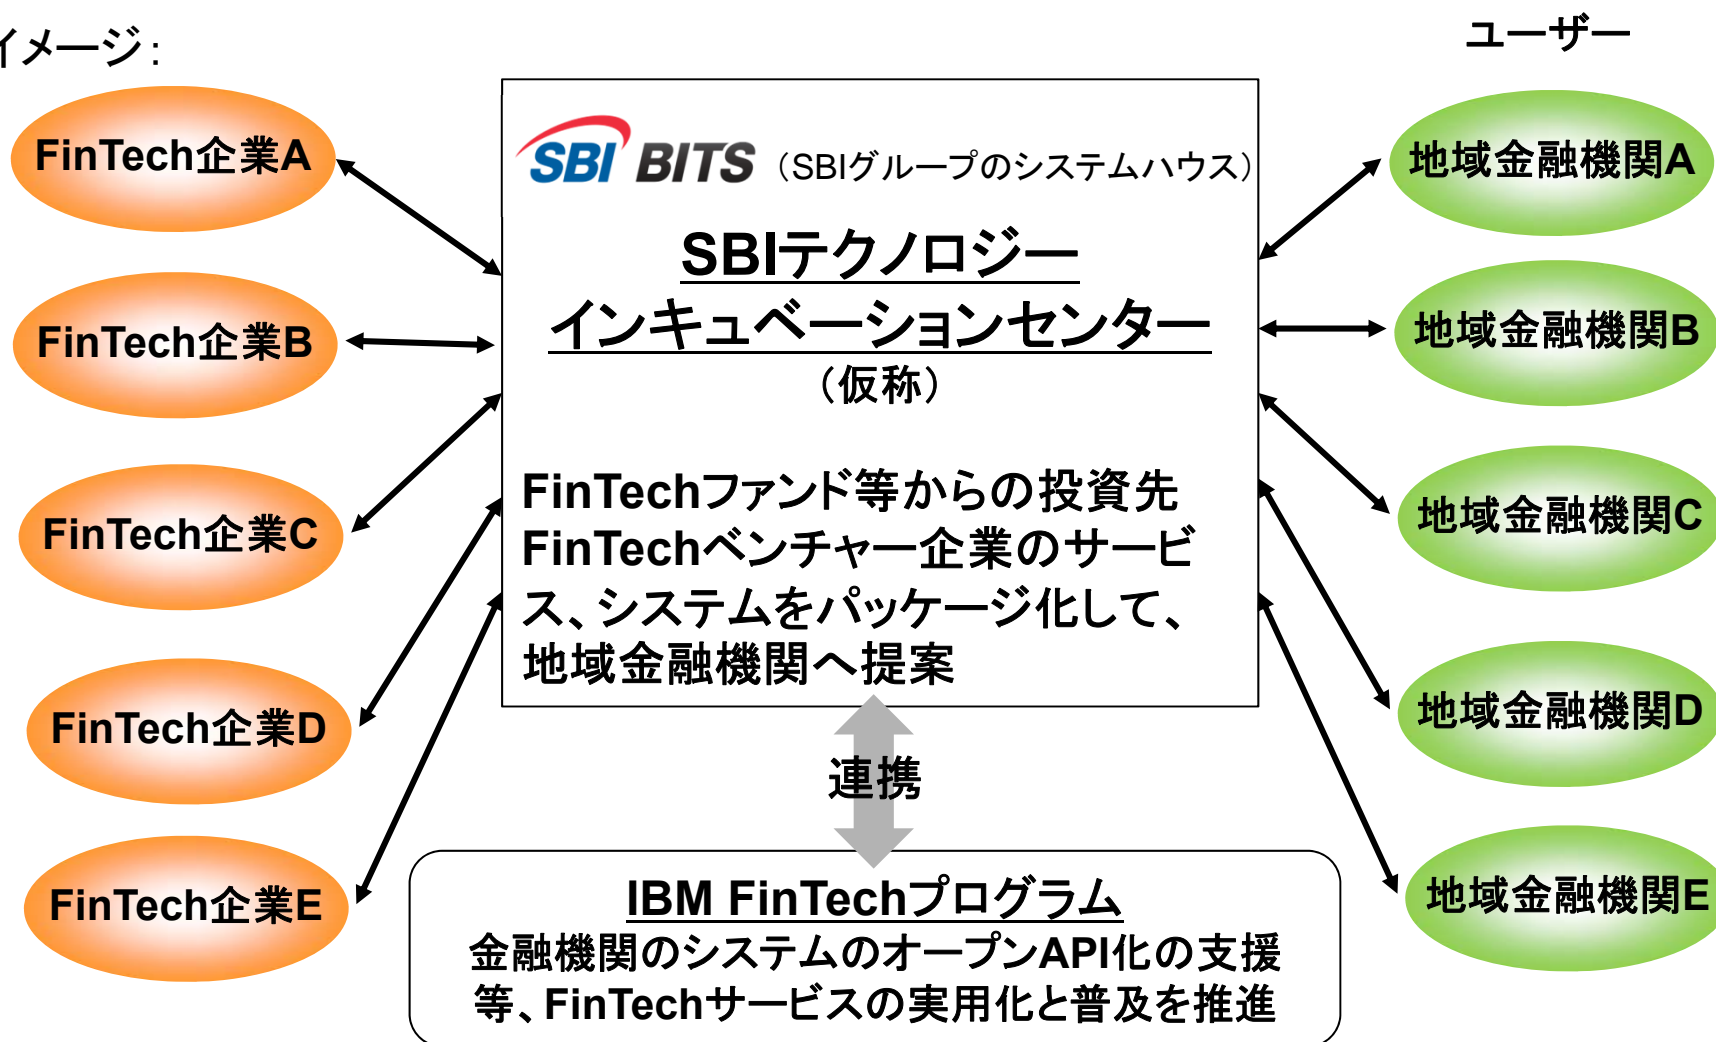 イメージ：
ユーザー
FinTech企業A
FinTech企業B
FinTech企業C
FinTech企業D
FinTech企業E
SBI BITS（SBIグループのシステムハウス）
SBIテクノロジー
インキュベーションセンター
（仮称）
FinTechファンド等からの投資先
FinTechベンチャー企業のサービ
ス、システムをパッケージ化して、
地域金融機関へ提案
連携
IBM FinTechプログラム
金融機関のシステムのオープンAPI化の支援
等、FinTechサービスの実用化と普及を推進
地域金融機関A
地域金融機関B
地域金融機関C
地域金融機関D
地域金融機関E